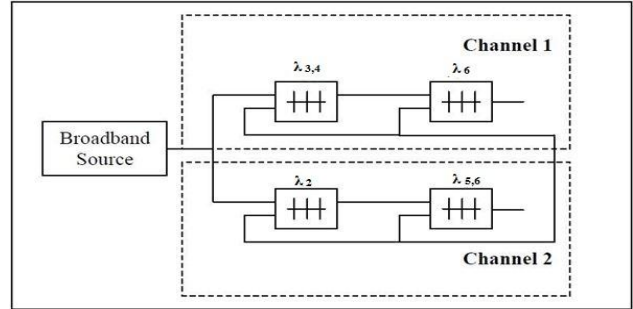 Channel 1
λ 3,4
λ 6
Broadband
Source
λ 2
λ 5,6
Channel 2